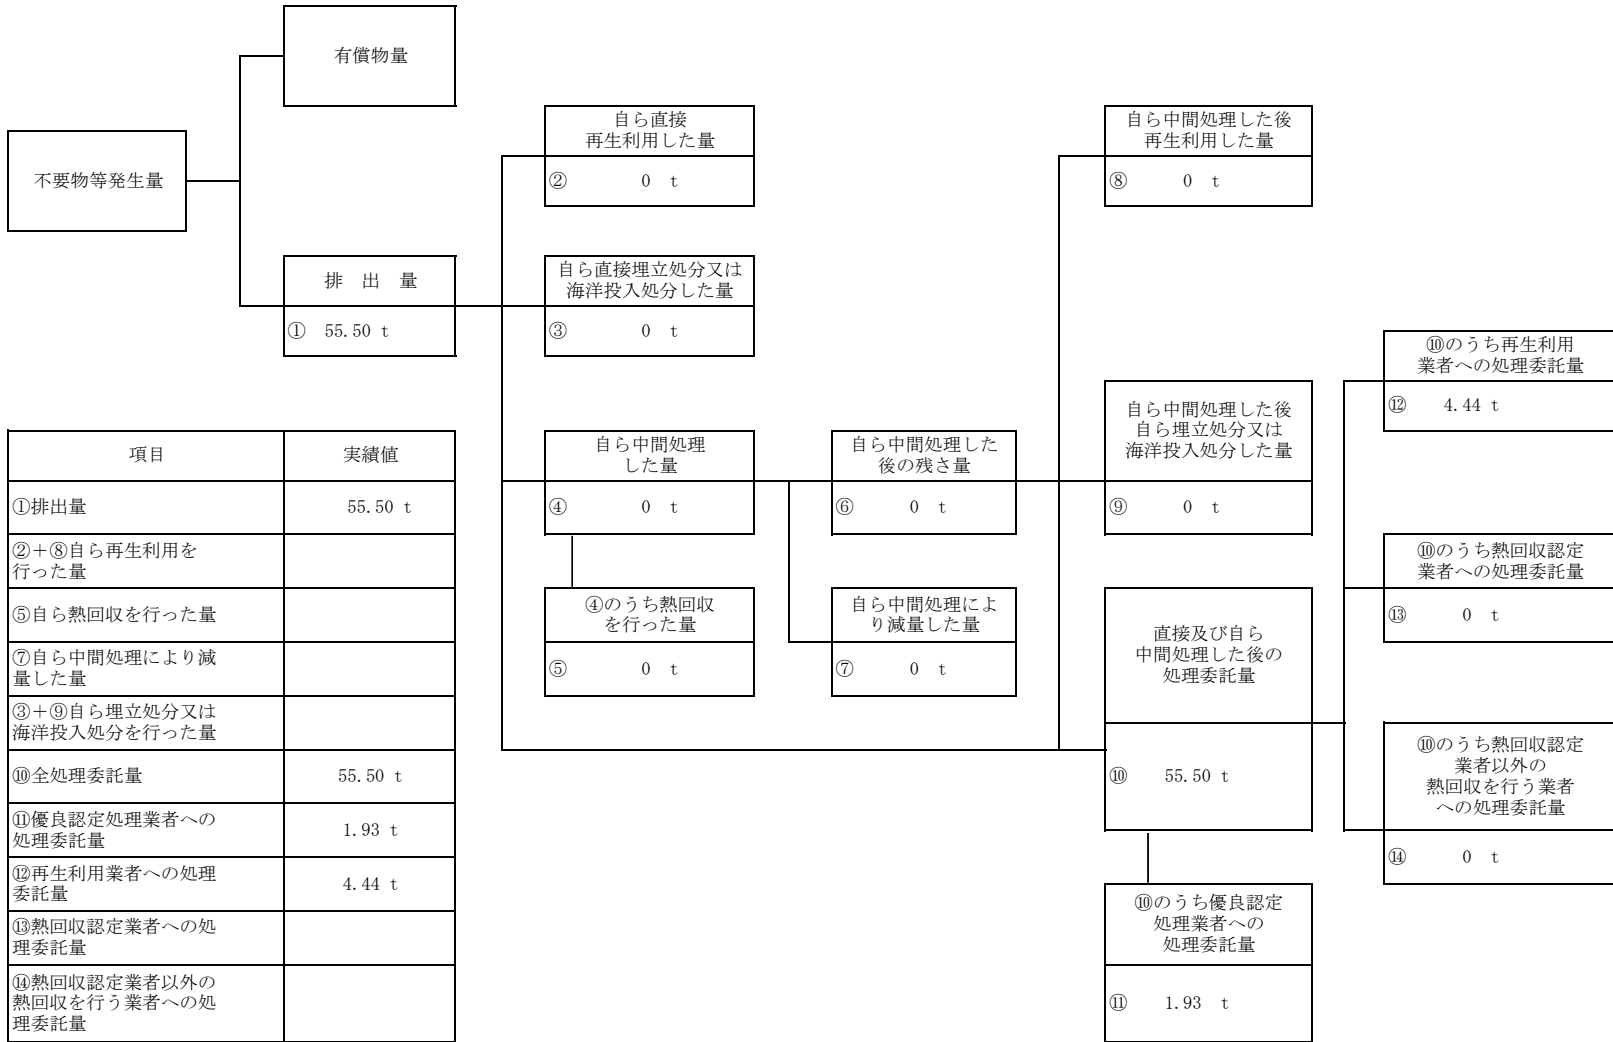 有償物量
不要物等発生量
排 出 量
① 55.50 t
自ら直接
再生利用した量
② 0 t
自ら直接埋立処分又は
海洋投入処分した量
③ 0 t
自ら中間処理
した量
④ 0 t
④のうち熱回収
を行った量
⑤ 0 t
自ら中間処理した
後の残さ量
⑥ 0 t
自ら中間処理によ
り減量した量
⑦ 0 t
自ら中間処理した後
再生利用した量
⑧ 0 t
自ら中間処理した後
自ら埋立処分又は
海洋投入処分した量
⑨ 0 t
直接及び自ら
中間処理した後の
処理委託量
⑩ 55.50 t
⑩のうち優良認定
処理業者への
処理委託量
⑪ 1.93 t
⑩のうち再生利用
業者への処理委託量
⑫ 4.44 t
⑩のうち熱回収認定
業者への処理委託量
⑬ 0 t
⑩のうち熱回収認定
業者以外の
熱回収を行う業者
への処理委託量
⑭ 0 t
項目 実績値
①排出量 55.50 t
②+⑧自ら再生利用を
行った量
⑤自ら熱回収を行った量
⑦自ら中間処理により減
量した量
③+⑨自ら埋立処分又は
海洋投入処分を行った量
⑩全処理委託量 55.50 t
⑪優良認定処理業者への
処理委託量 1.93 t
⑫再生利用業者への処理
委託量 4.44 t
⑬熱回収認定業者への処
理委託量
⑭熱回収認定業者以外の
熱回収を行う業者への処
理委託量